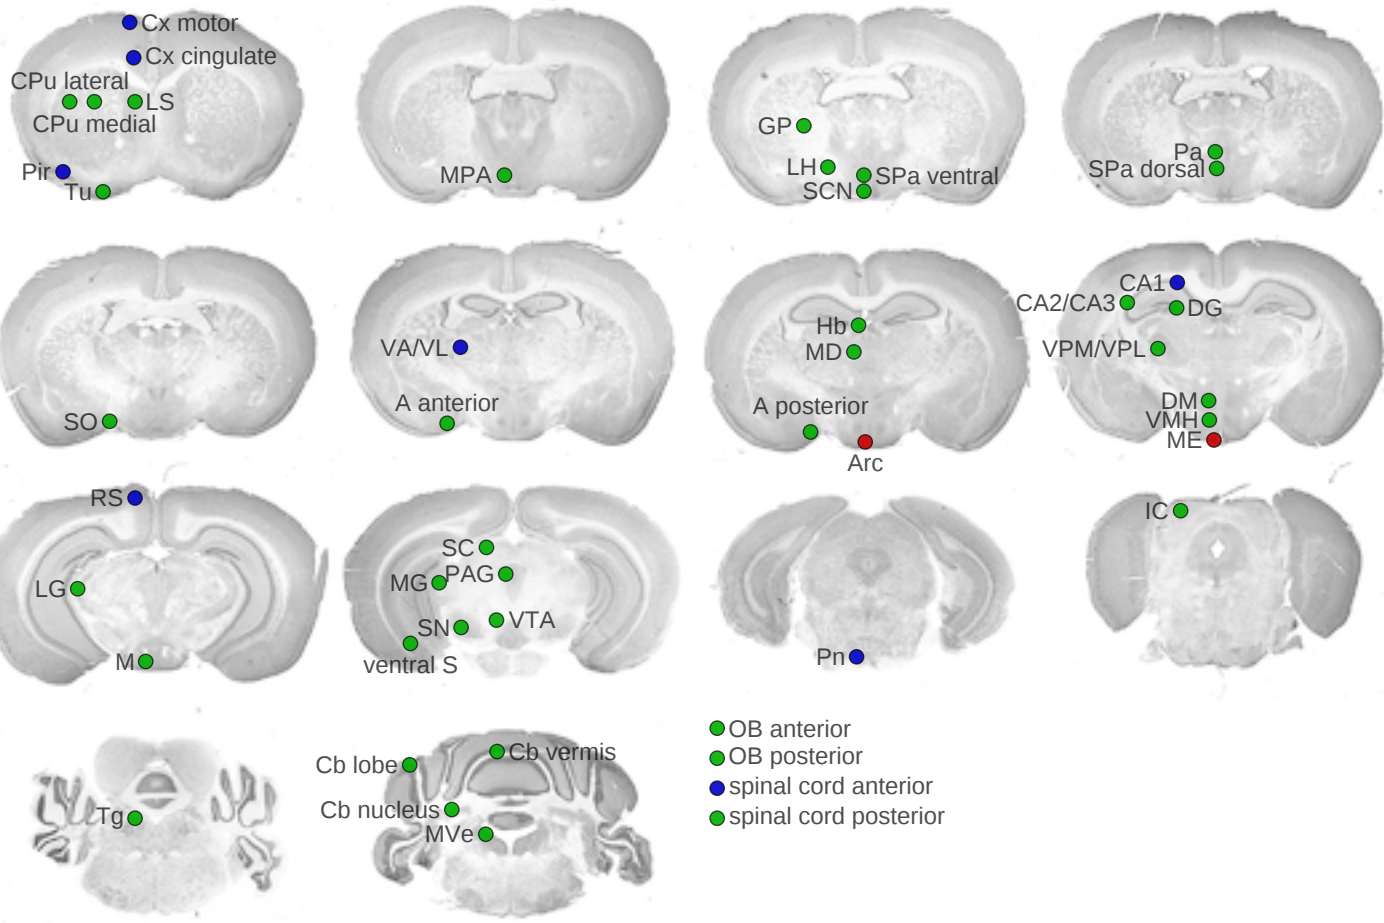 Cx motor
Cx cingulate
CPu lateral
LS
CPu medial
Pir
Tu
MPA
GP
LH
SPa ventral
SCN
Pa
SPa dorsal
SO
VA/VL
A anterior
Hb
MD
A posterior
Arc
CA1
CA2/CA3
DG
VPM/VPL
DM
VMH
ME
RS
LG
M
SC
MG
PAG
SN
VTA
ventral S
Pn
IC
Tg
Cb lobe
Cb vermis
Cb nucleus
MVe
OB anterior
OB posterior
spinal cord anterior
spinal cord posterior